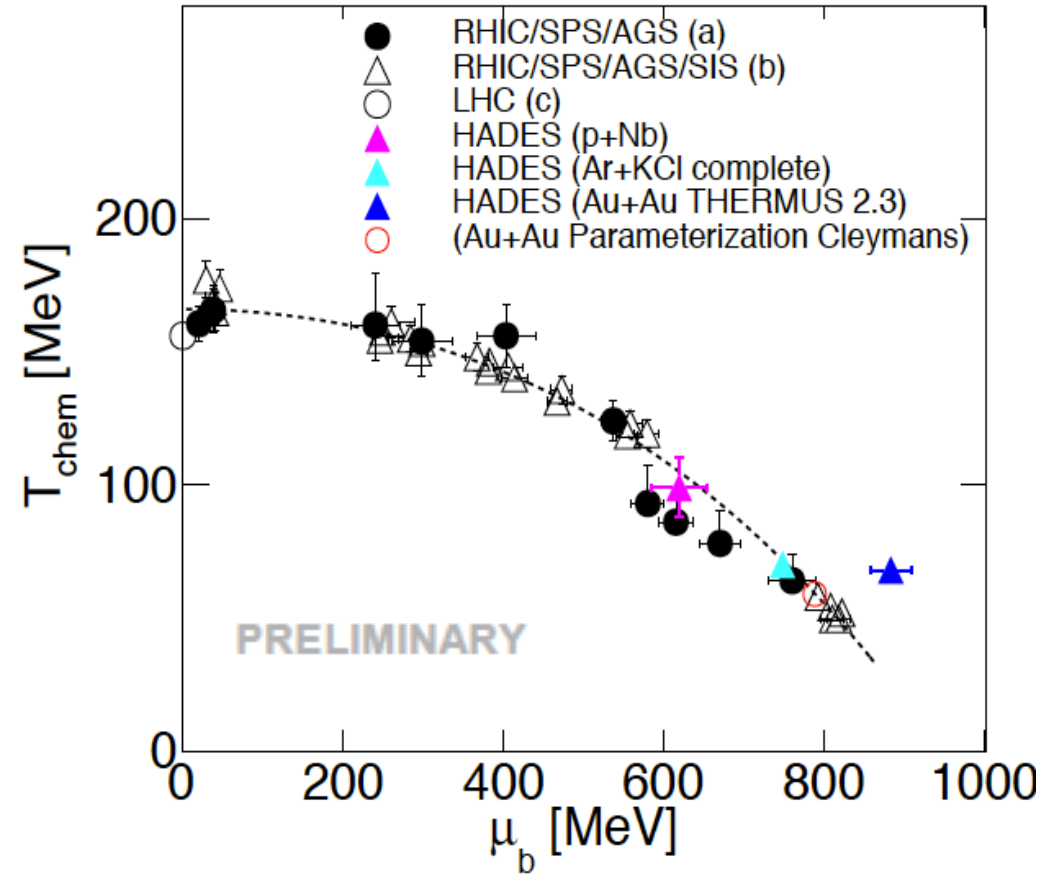 RHIC/SPS/AGS (a)
RHIC/SPS/AGS/SIS (b)
LHC (c)
HADES (p+Nb)
HADES (Ar+KCl complete)
HADES (Au+Au THERMUS 2.3)
(Au+Au Parameterization Cleymans)
200
100
0
T_chem [MeV]
PRELIMINARY
0 200 400 600 800 1000
μ_b [MeV]